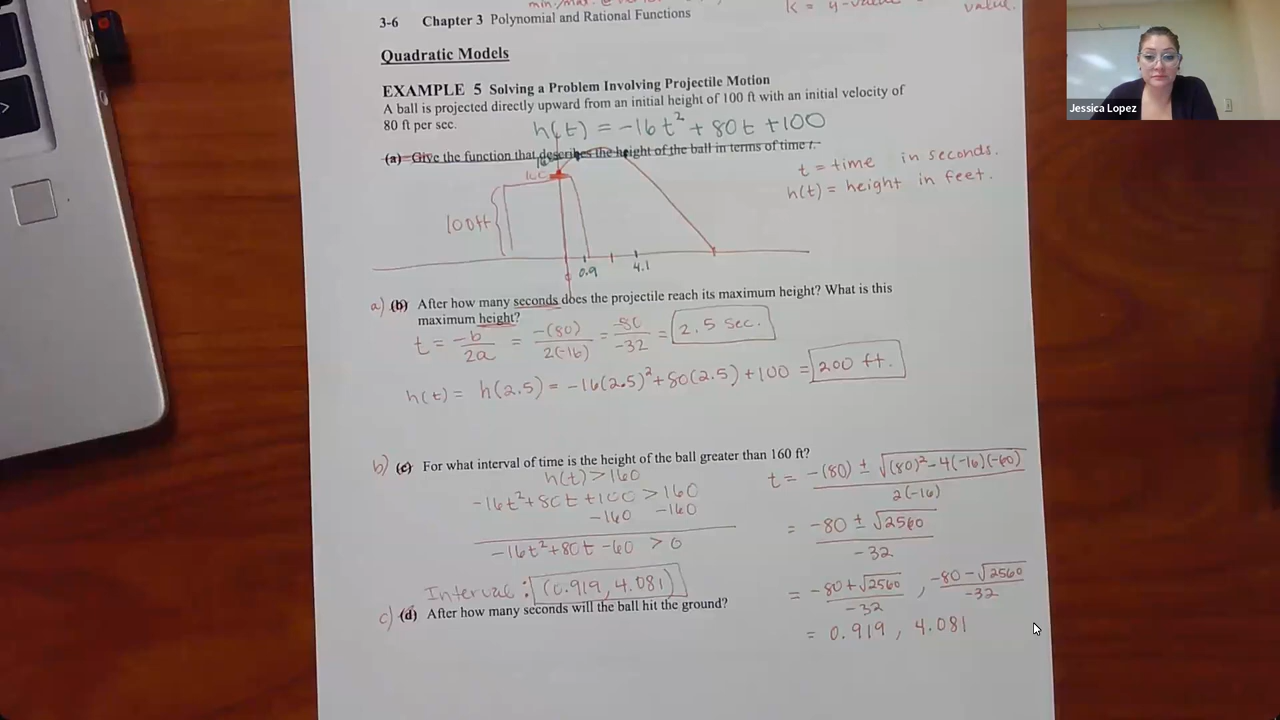 min./max.
K = y-value
value.
3-6 Chapter 3 Polynomial and Rational Functions
Quadratic Models
EXAMPLE 5 Solving a Problem Involving Projectile Motion
A ball is projected directly upward from an initial height of 100 ft with an initial velocity of
80 ft per sec.
h(t) = -16t² + 80t + 100
(a) Give the function that describes the height of the ball in terms of time t.
t = time in seconds.
h(t) = height in feet.
100ft
0.9
4.1
a) (b) After how many seconds does the projectile reach its maximum height? What is this
maximum height?
t = -b/2a = -(80)/2(-16) = -80/-32 = 2.5 sec.
h(t) = h(2.5) = -16(2.5)² + 80(2.5) + 100 = 200 ft.
b) (c) For what interval of time is the height of the ball greater than 160 ft?
h(t) > 160
-16t² + 80t + 100 > 160
-160 -160
-16t² + 80t - 60 > 0
Interval: (0.919, 4.081)
t = -(80) ± √(80)² - 4(-16)(-60) / 2(-16)
= -80 ± √2560 / -32
= -80 + √2560 / -32 , -80 - √2560 / -32
= 0.919 , 4.081
c) (d) After how many seconds will the ball hit the ground?
Jessica Lopez